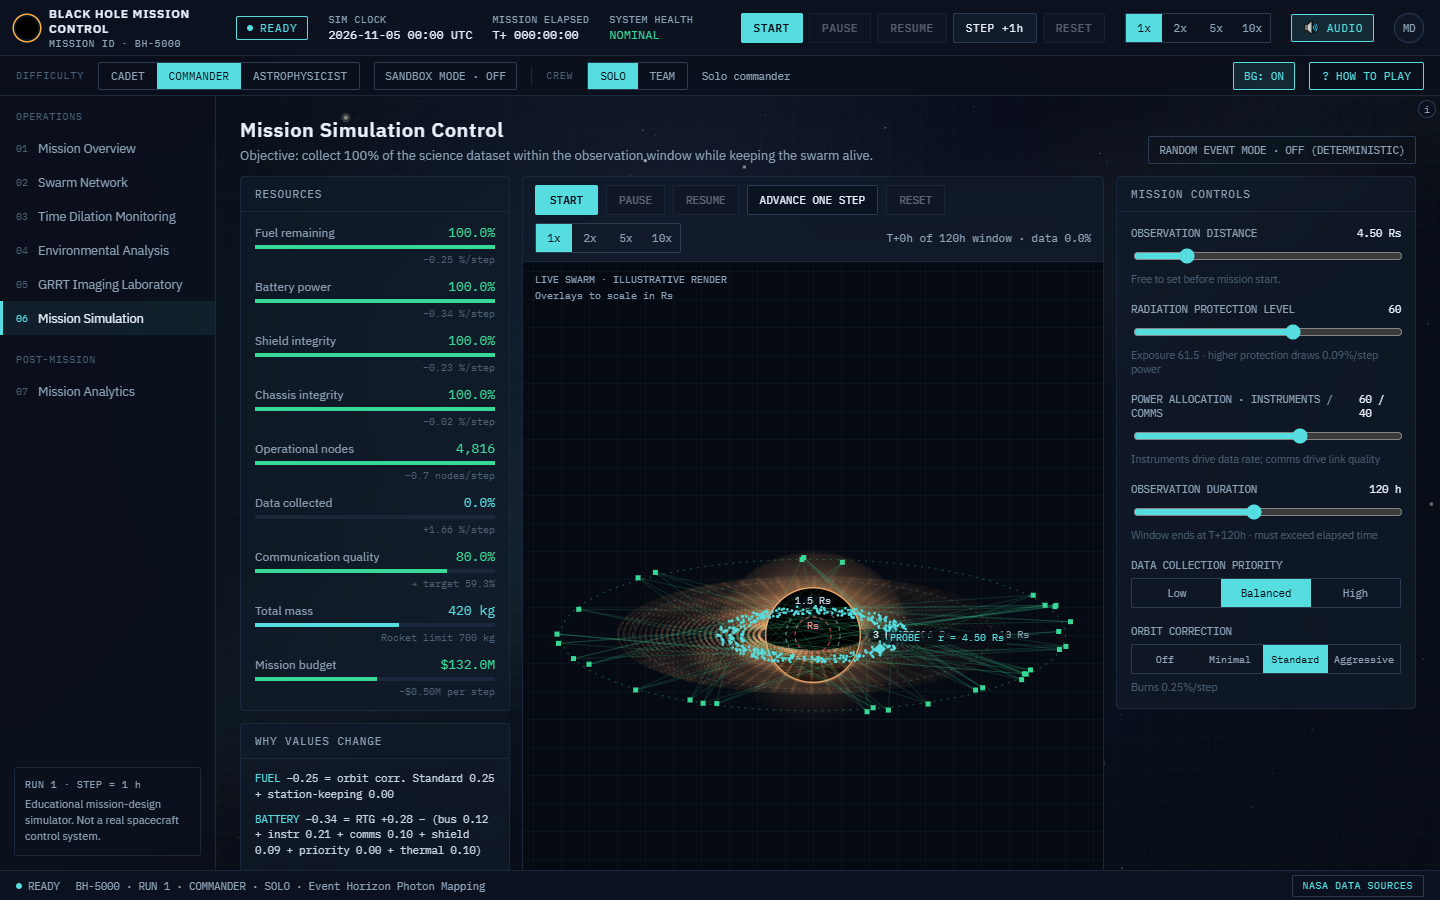 BLACK HOLE MISSION CONTROL
MISSION ID · BH-5000
READY
SIM CLOCK
2026-11-05 00:00 UTC
MISSION ELAPSED
T+ 000:00:00
SYSTEM HEALTH
NOMINAL
START
PAUSE
RESUME
STEP +1h
RESET
1x 2x 5x 10x
AUDIO
MD
DIFFICULTY
CADET
COMMANDER
ASTROPHYSICIST
SANDBOX MODE · OFF
CREW
SOLO
TEAM
Solo commander
BG: ON
? HOW TO PLAY
OPERATIONS
01 Mission Overview
02 Swarm Network
03 Time Dilation Monitoring
04 Environmental Analysis
05 GRRT Imaging Laboratory
06 Mission Simulation
POST-MISSION
07 Mission Analytics
RUN 1 · STEP = 1 h
Educational mission-design
simulator. Not a real spacecraft
control system.
Mission Simulation Control
Objective: collect 100% of the science dataset within the observation window while keeping the swarm alive.
i
RANDOM EVENT MODE · OFF (DETERMINISTIC)
RESOURCES
Fuel remaining 100.0%
−0.25 %/step
Battery power 100.0%
−0.34 %/step
Shield integrity 100.0%
−0.23 %/step
Chassis integrity 100.0%
−0.02 %/step
Operational nodes 4,816
−0.7 nodes/step
Data collected 0.0%
+1.66 %/step
Communication quality 80.0%
→ target 59.3%
Total mass 420 kg
Rocket limit 700 kg
Mission budget $132.0M
−$0.50M per step
WHY VALUES CHANGE
FUEL −0.25 = orbit corr. Standard 0.25
+ station-keeping 0.00
BATTERY −0.34 = RTG +0.28 − (bus 0.12
+ instr 0.21 + comms 0.10 + shield
0.09 + priority 0.00 + thermal 0.10)
START
PAUSE
RESUME
ADVANCE ONE STEP
RESET
1x 2x 5x 10x
T+0h of 120h window · data 0.0%
LIVE SWARM · ILLUSTRATIVE RENDER
Overlays to scale in Rs
1.5 Rs
Rs
PROBE · r = 4.50 Rs
MISSION CONTROLS
OBSERVATION DISTANCE 4.50 Rs
Free to set before mission start.
RADIATION PROTECTION LEVEL 60
Exposure 61.5 · higher protection draws 0.09%/step
power
POWER ALLOCATION · INSTRUMENTS / COMMS 60 / 40
Instruments drive data rate; comms drive link quality
OBSERVATION DURATION 120 h
Window ends at T+120h · must exceed elapsed time
DATA COLLECTION PRIORITY
Low Balanced High
ORBIT CORRECTION
Off Minimal Standard Aggressive
Burns 0.25%/step
READY BH-5000 · RUN 1 · COMMANDER · SOLO · Event Horizon Photon Mapping
NASA DATA SOURCES